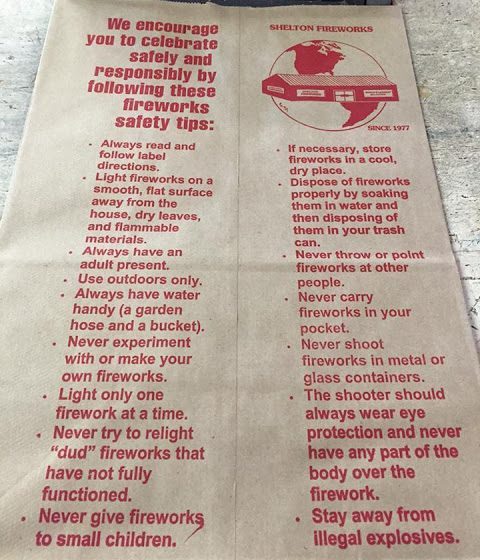 We encourage
you to celebrate
safely and
responsibly by
following these
fireworks
safety tips:
• Always read and
follow label
directions.
• Light fireworks on a
smooth, flat surface
away from the
house, dry leaves,
and flammable
materials.
• Always have an
adult present.
• Use outdoors only.
• Always have water
handy (a garden
hose and a bucket).
• Never experiment
with or make your
own fireworks.
• Light only one
firework at a time.
• Never try to relight
“dud” fireworks that
have not fully
functioned.
• Never give fireworks
to small children.
SHELTON FIREWORKS
SINCE 1977
• If necessary, store
fireworks in a cool,
dry place.
• Dispose of fireworks
properly by soaking
them in water and
then disposing of
them in your trash
can.
• Never throw or point
fireworks at other
people.
• Never carry
fireworks in your
pocket.
• Never shoot
fireworks in metal or
glass containers.
• The shooter should
always wear eye
protection and never
have any part of the
body over the
firework.
• Stay away from
illegal explosives.